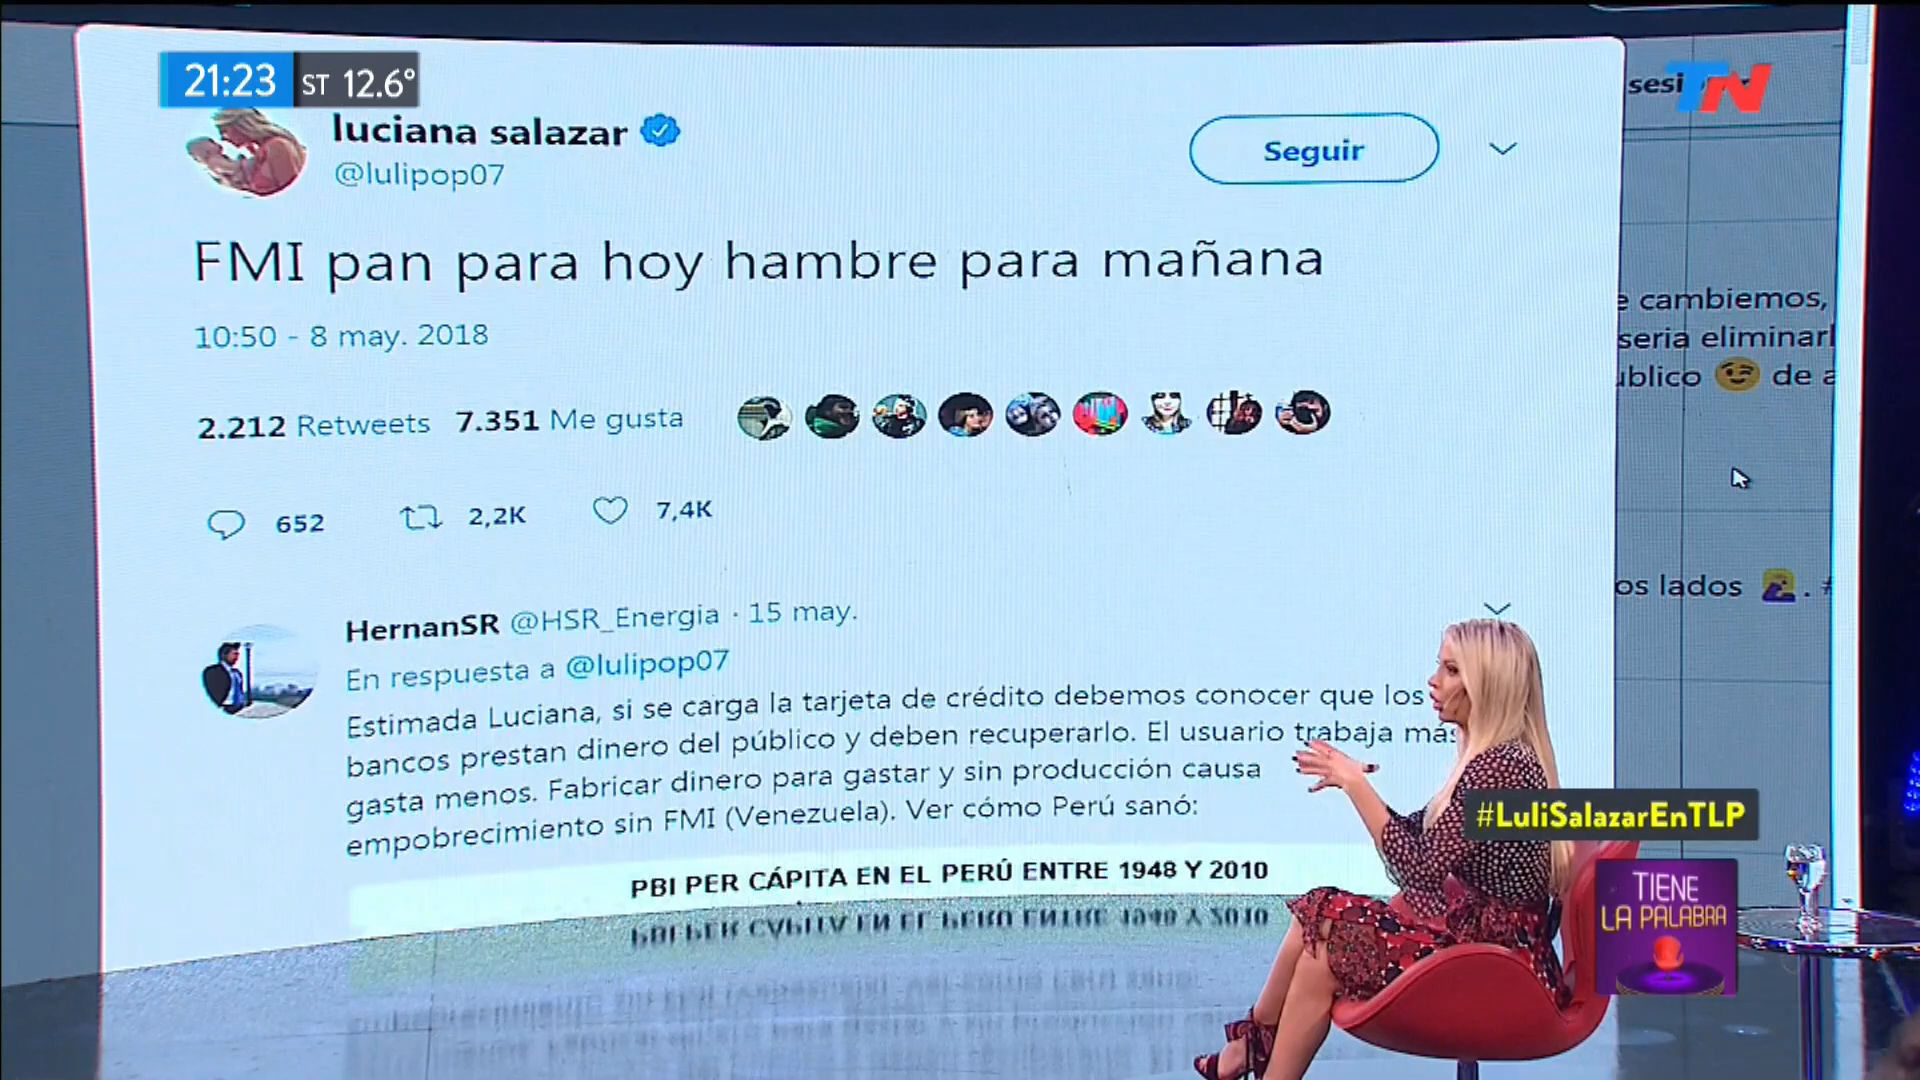 21:23 ST 12.6°
TN
sesi
luciana salazar
@lulipop07
Seguir
FMI pan para hoy hambre para mañana
10:50 - 8 may. 2018
2.212 Retweets 7.351 Me gusta
652 2,2K 7,4K
HernanSR @HSR_Energia · 15 may.
En respuesta a @lulipop07
Estimada Luciana, si se carga la tarjeta de crédito debemos conocer que los
bancos prestan dinero del público y deben recuperarlo. El usuario trabaja más
gasta menos. Fabricar dinero para gastar y sin producción causa
empobrecimiento sin FMI (Venezuela). Ver cómo Perú sanó:
PBI PER CÁPITA EN EL PERÚ ENTRE 1948 Y 2010
e cambiemos,
seria eliminarl
úblico 😉 de a
os lados 🤦‍♀️. #
#LuliSalazarEnTLP
TIENE
LA PALABRA